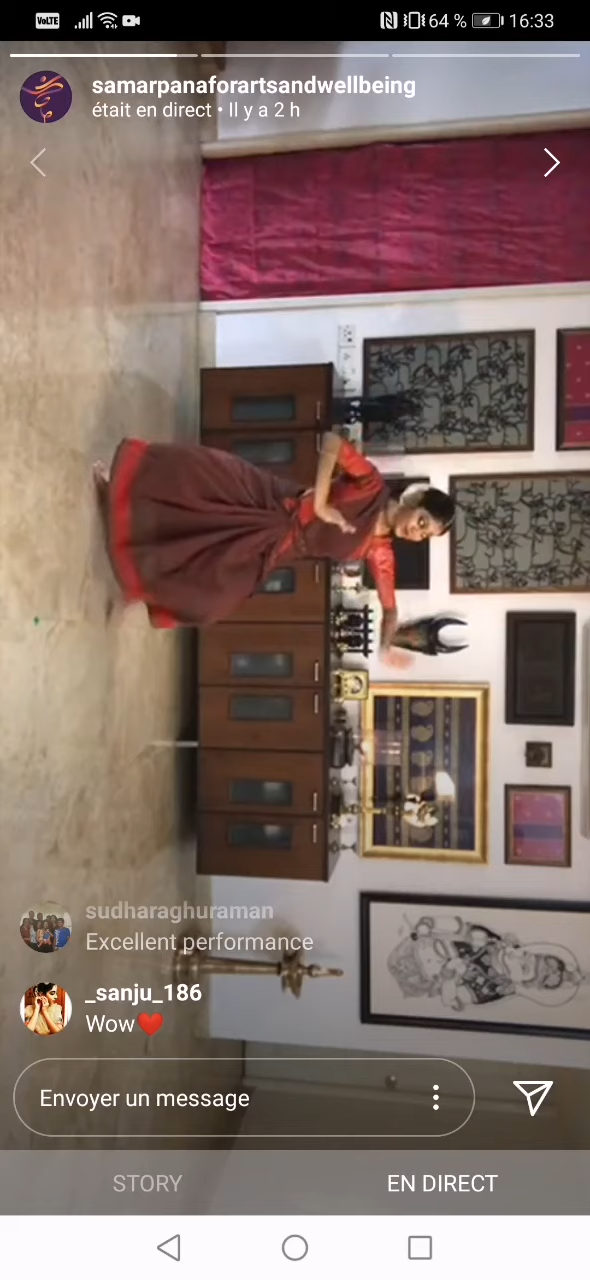 VoLTE 64 % 16:33
samarpanaforartsandwellbeing
était en direct • Il y a 2 h
sudharaghuraman
Excellent performance
_sanju_186
Wow❤️
Envoyer un message
STORY EN DIRECT